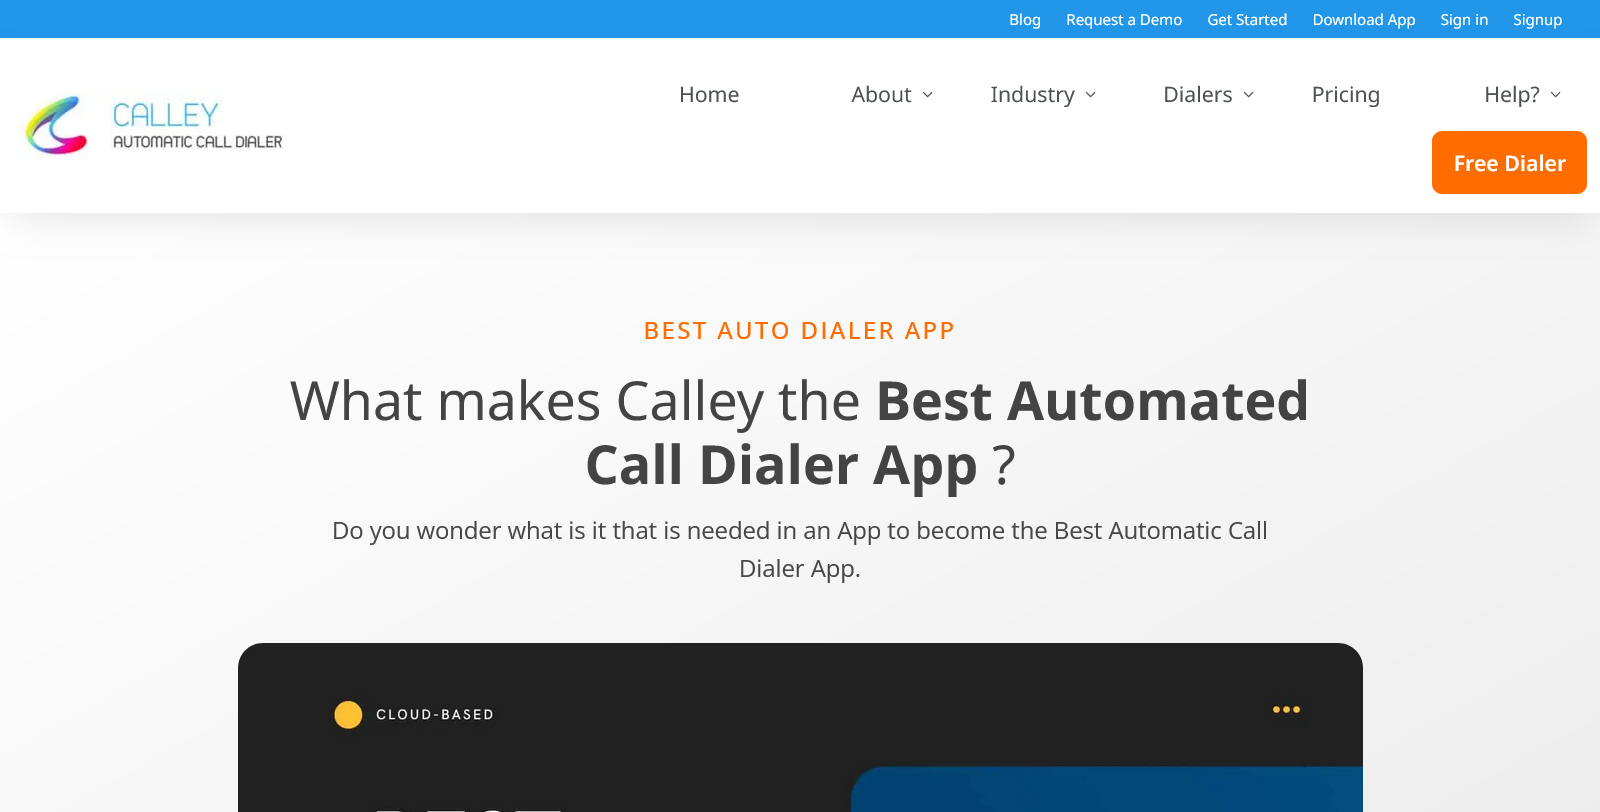 Blog Request a Demo Get Started Download App Sign in Signup
Home About Industry Dialers Pricing Help?
CALLEY
AUTOMATIC CALL DIALER
Free Dialer
BEST AUTO DIALER APP
What makes Calley the Best Automated
Call Dialer App ?
Do you wonder what is it that is needed in an App to become the Best Automatic Call
Dialer App.
CLOUD-BASED